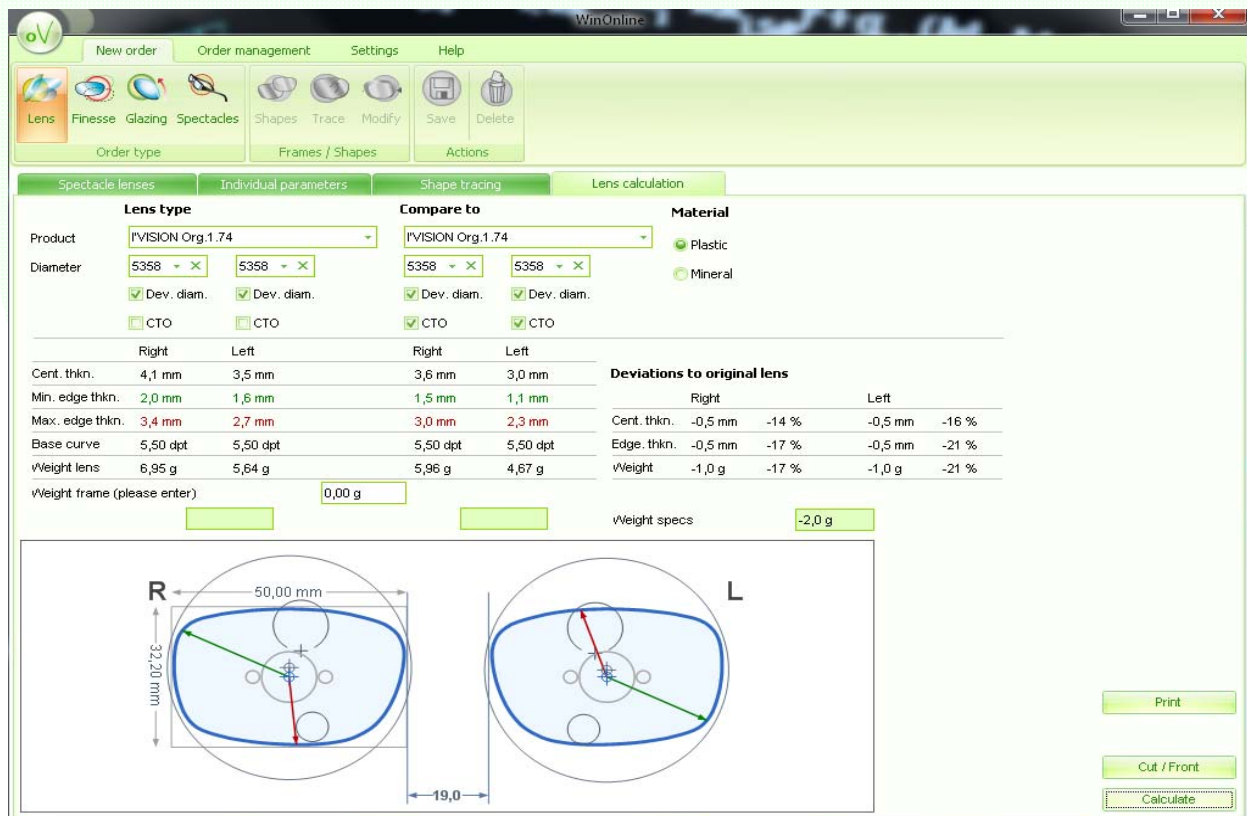 WinOnline
oV
New order Order management Settings Help
Lens Finesse Glazing Spectacles Shapes Trace Modify Save Delete
Order type Frames / Shapes Actions
Spectacle lenses Individual parameters Shape tracing Lens calculation
Lens type Compare to Material
Product I'VISION Org.1.74 I'VISION Org.1.74 Plastic
Diameter 5358 5358 5358 5358 Mineral
Dev. diam. Dev. diam. Dev. diam. Dev. diam.
CTO CTO CTO CTO
Right Left Right Left
Cent. thkn. 4,1 mm 3,5 mm 3,6 mm 3,0 mm Deviations to original lens
Min. edge thkn. 2,0 mm 1,6 mm 1,5 mm 1,1 mm Right Left
Max. edge thkn. 3,4 mm 2,7 mm 3,0 mm 2,3 mm Cent. thkn. -0,5 mm -14 % -0,5 mm -16 %
Base curve 5,50 dpt 5,50 dpt 5,50 dpt 5,50 dpt Edge. thkn. -0,5 mm -17 % -0,5 mm -21 %
Weight lens 6,95 g 5,64 g 5,96 g 4,67 g Weight -1,0 g -17 % -1,0 g -21 %
Weight frame (please enter) 0,00 g
Weight specs -2,0 g
R 50,00 mm L
32,20 mm
19,0
Print
Cut / Front
Calculate